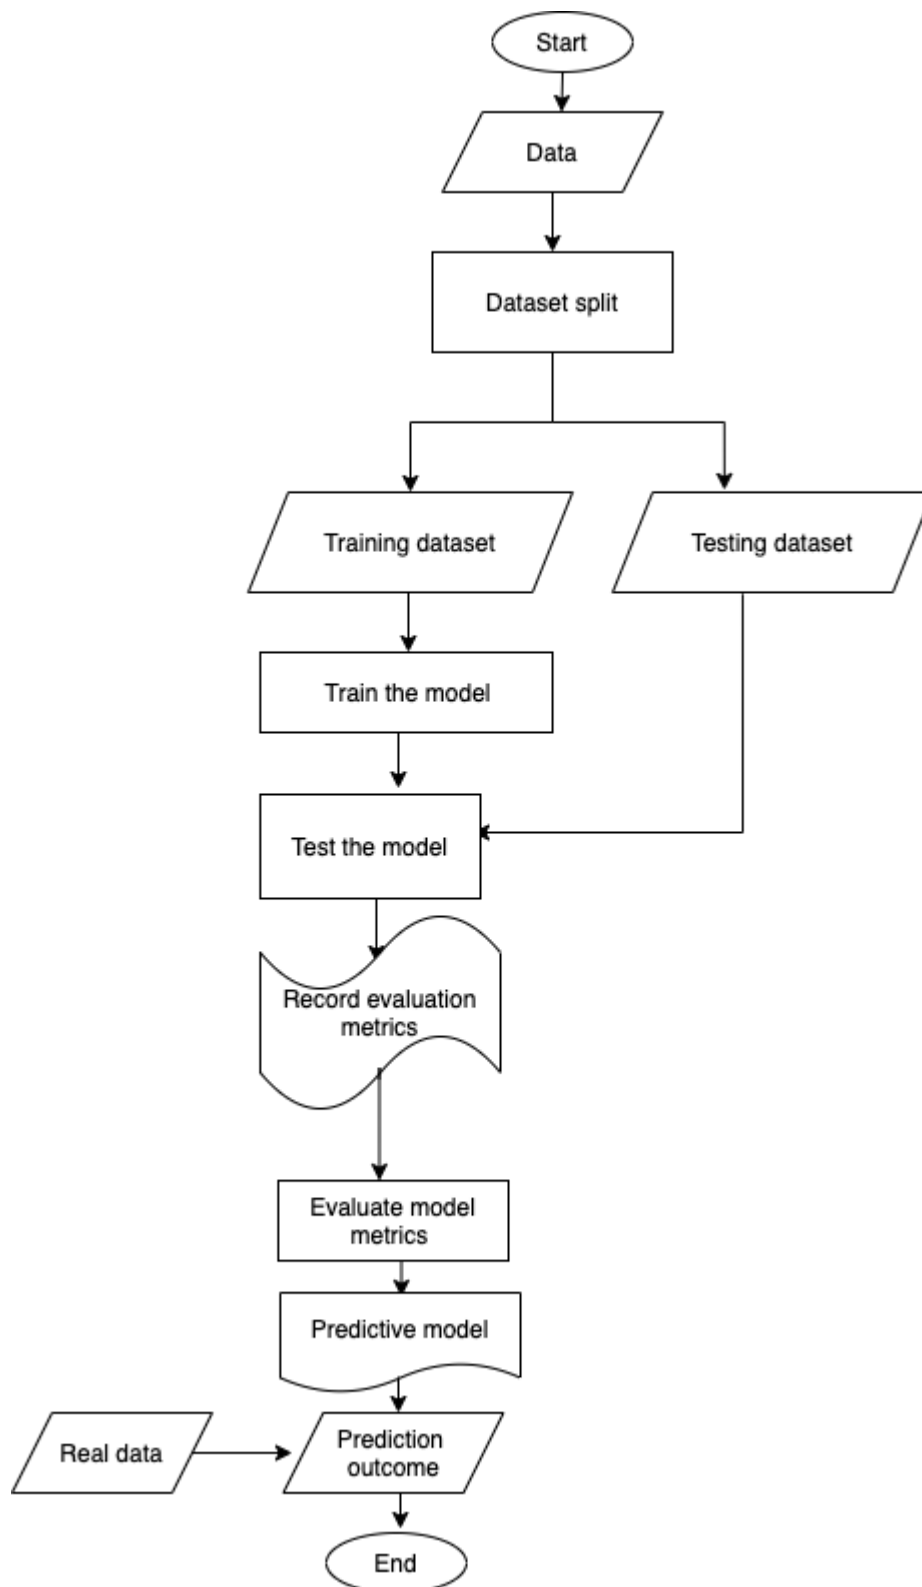 Start
Data
Dataset split
Training dataset
Testing dataset
Train the model
Test the model
Record evaluation
metrics
Evaluate model
metrics
Predictive model
Real data
Prediction
outcome
End